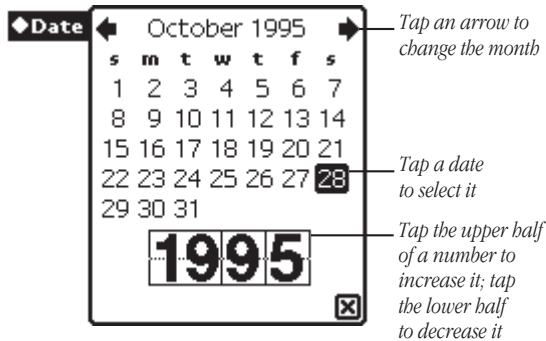 ◆Date
October 1995
s m t w t f s
1 2 3 4 5 6 7
8 9 10 11 12 13 14
15 16 17 18 19 20 21
22 23 24 25 26 27 28
29 30 31
1995
Tap an arrow to
change the month
Tap a date
to select it
Tap the upper half
of a number to
increase it; tap
the lower half
to decrease it